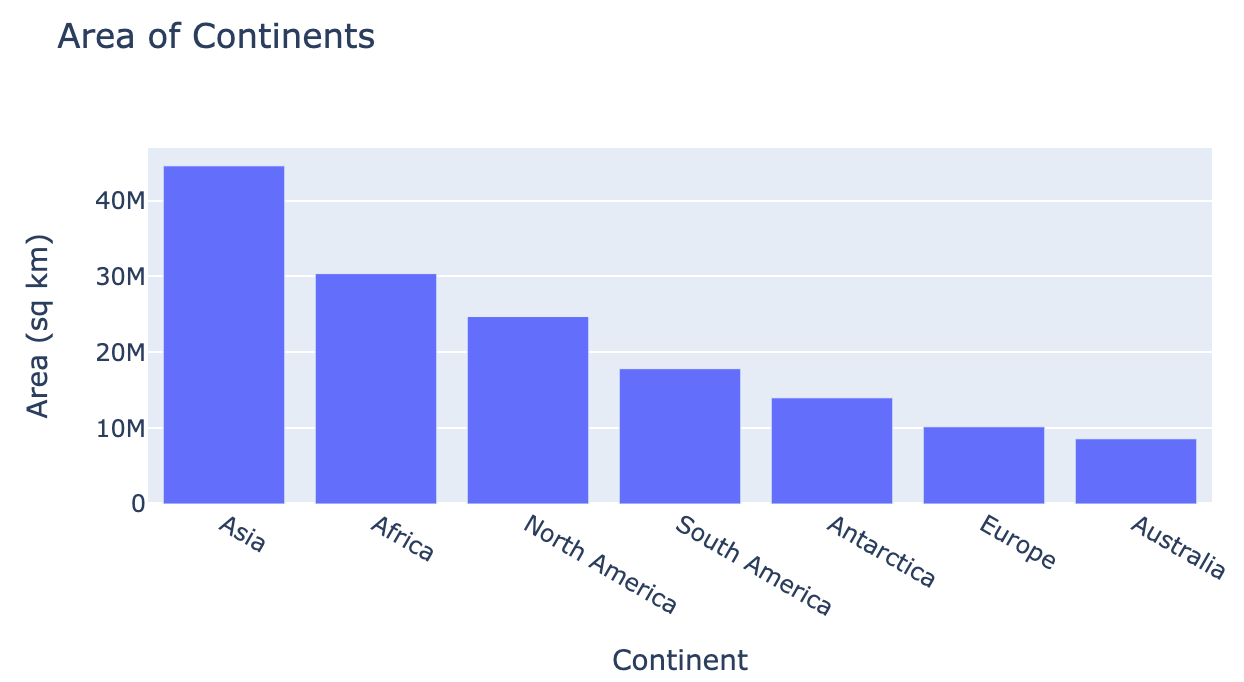 Area of Continents
Area (sq km)
40M
30M
20M
10M
0
Asia
Africa
North America
South America
Antarctica
Europe
Australia
Continent